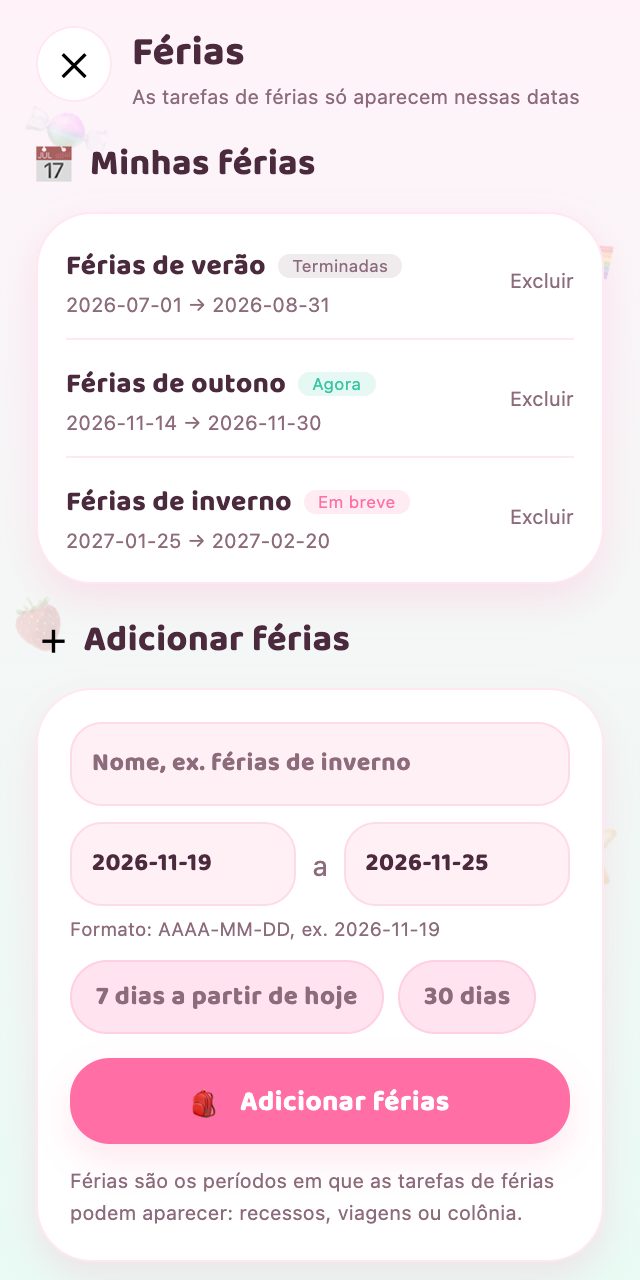 Férias
As tarefas de férias só aparecem nessas datas
JUL
17
Minhas férias
Férias de verão Terminadas
2026-07-01 → 2026-08-31
Excluir
Férias de outono Agora
2026-11-14 → 2026-11-30
Excluir
Férias de inverno Em breve
2027-01-25 → 2027-02-20
Excluir
+ Adicionar férias
Nome, ex. férias de inverno
2026-11-19 a 2026-11-25
Formato: AAAA-MM-DD, ex. 2026-11-19
7 dias a partir de hoje 30 dias
Adicionar férias
Férias são os períodos em que as tarefas de férias
podem aparecer: recessos, viagens ou colônia.